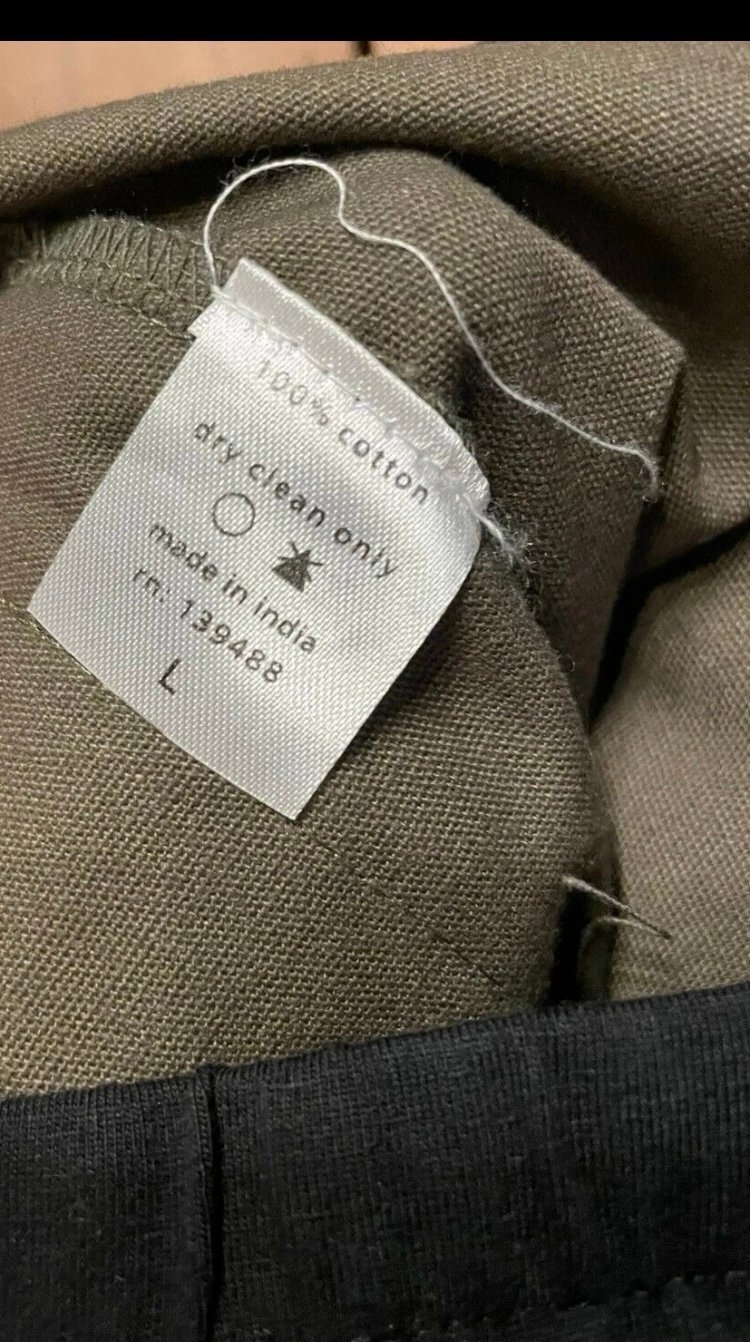 100% cotton
dry clean only
made in india
rn: 139488
L